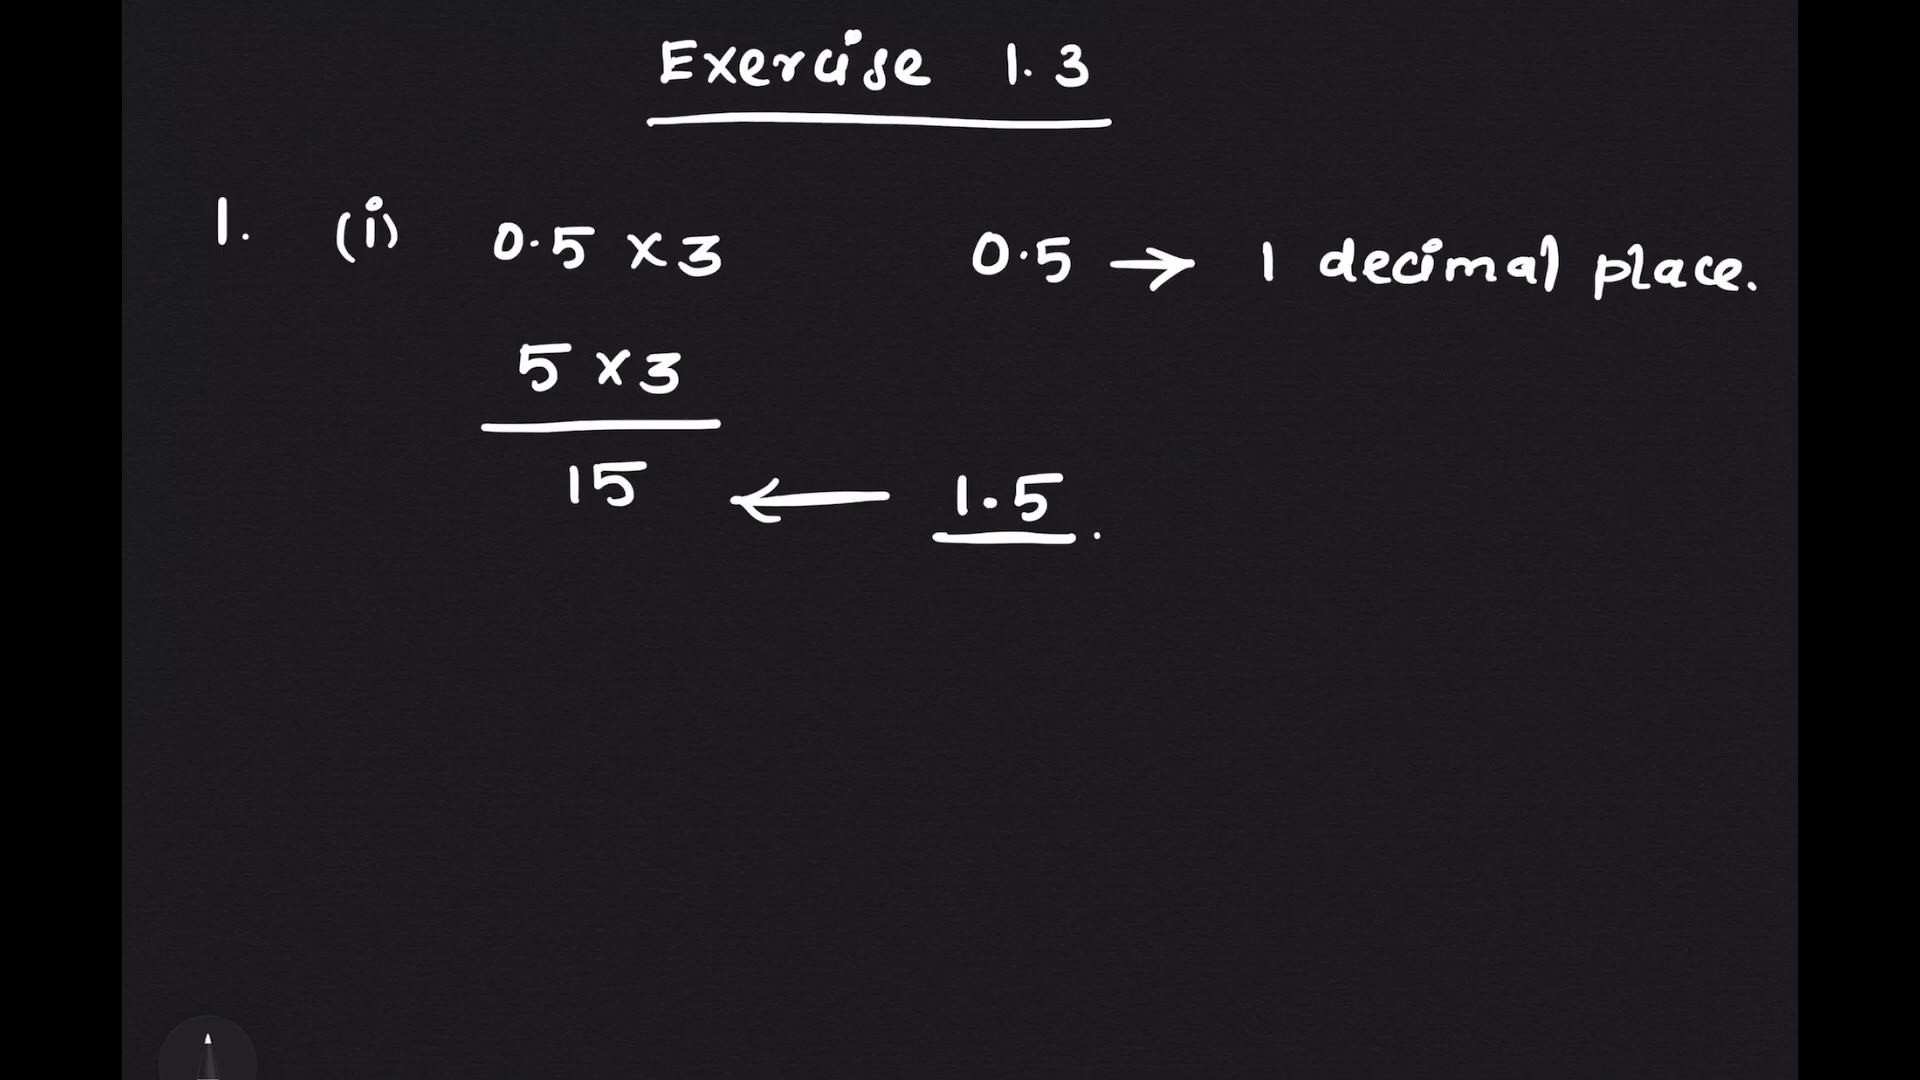 Exercise 1.3
1. (i) 0.5 × 3 0.5 → 1 decimal place.
5 × 3
15 ← 1.5.